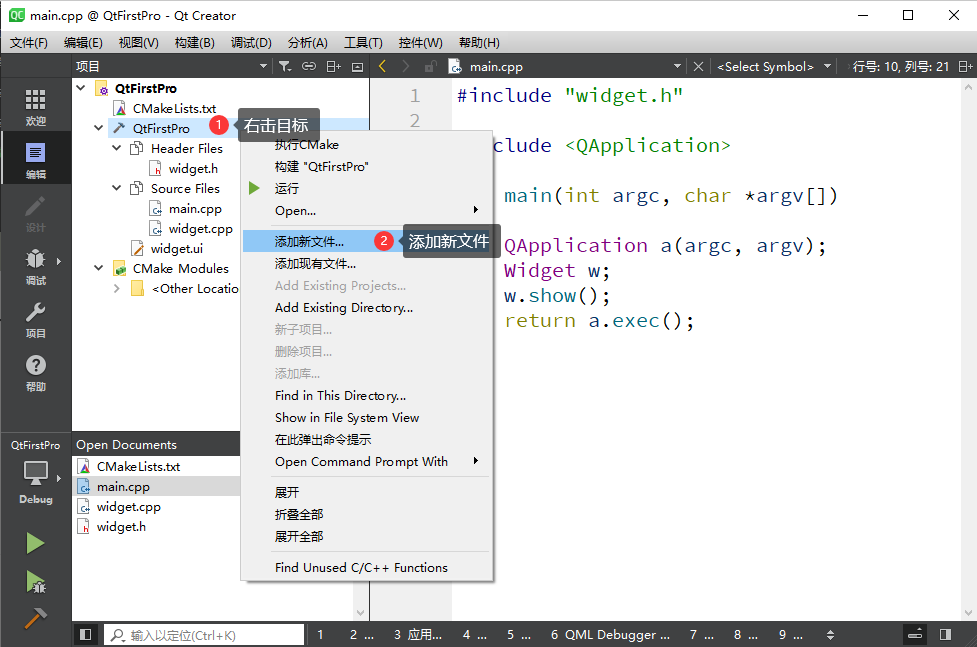 main.cpp @ QtFirstPro - Qt Creator
文件(F) 编辑(E) 视图(V) 构建(B) 调试(D) 分析(A) 工具(T) 控件(W) 帮助(H)
项目
main.cpp
<Select Symbol>
行号: 10, 列号: 21
欢迎
编辑
设计
调试
项目
帮助
QtFirstPro
Debug
QtFirstPro
CMakeLists.txt
QtFirstPro
1 右击目标
Header Files
widget.h
Source Files
main.cpp
widget.cpp
widget.ui
CMake Modules
<Other Locatio
Open Documents
CMakeLists.txt
main.cpp
widget.cpp
widget.h
执行CMake
构建 "QtFirstPro"
运行
Open...
添加新文件...
2 添加新文件
添加现有文件...
Add Existing Projects...
Add Existing Directory...
新子项目...
删除项目...
添加库...
Find in This Directory...
Show in File System View
在此弹出命令提示
Open Command Prompt With
展开
折叠全部
展开全部
Find Unused C/C++ Functions
1 #include "widget.h"
2
clude <QApplication>
main(int argc, char *argv[])
QApplication a(argc, argv);
Widget w;
w.show();
return a.exec();
输入以定位(Ctrl+K)
1 2 ... 3 应用... 4 ... 5 ... 6 QML Debugger ... 7 ... 8 ... 9 ...